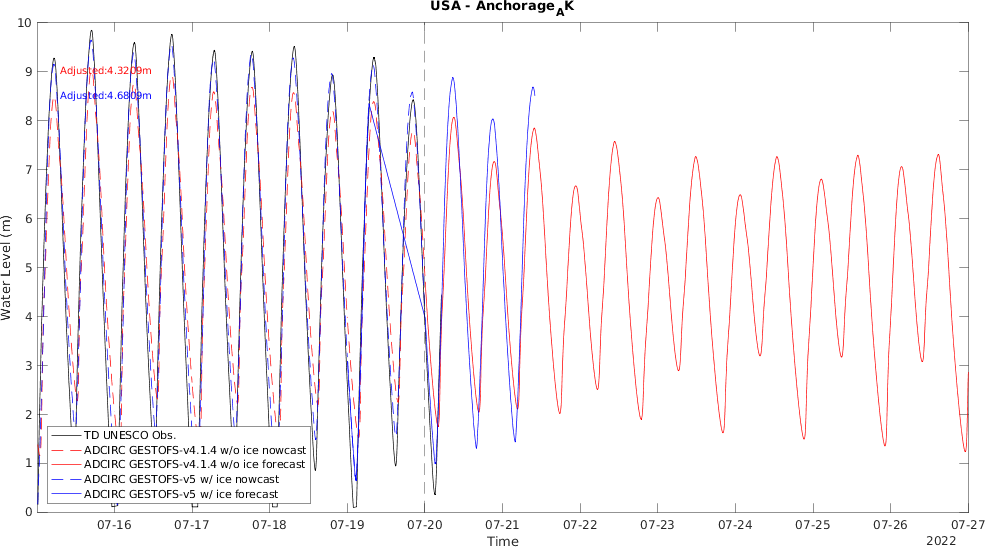 USA - Anchorage AK
10
9
8
7
6
5
4
3
2
1
0
Water Level (m)
Adjusted:4.3209m
Adjusted:4.6809m
TD UNESCO Obs.
ADCIRC GESTOFS-v4.1.4 w/o ice nowcast
ADCIRC GESTOFS-v4.1.4 w/o ice forecast
ADCIRC GESTOFS-v5 w/ ice nowcast
ADCIRC GESTOFS-v5 w/ ice forecast
07-16 07-17 07-18 07-19 07-20 07-21 07-22 07-23 07-24 07-25 07-26 07-27
Time
2022